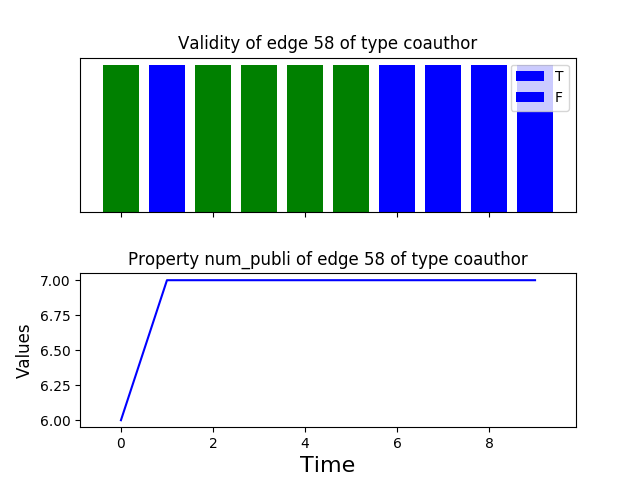 Validity of edge 58 of type coauthor
T
F
Property num_publi of edge 58 of type coauthor
7.00
6.75
6.50
6.25
6.00
Values
0 2 4 6 8
Time